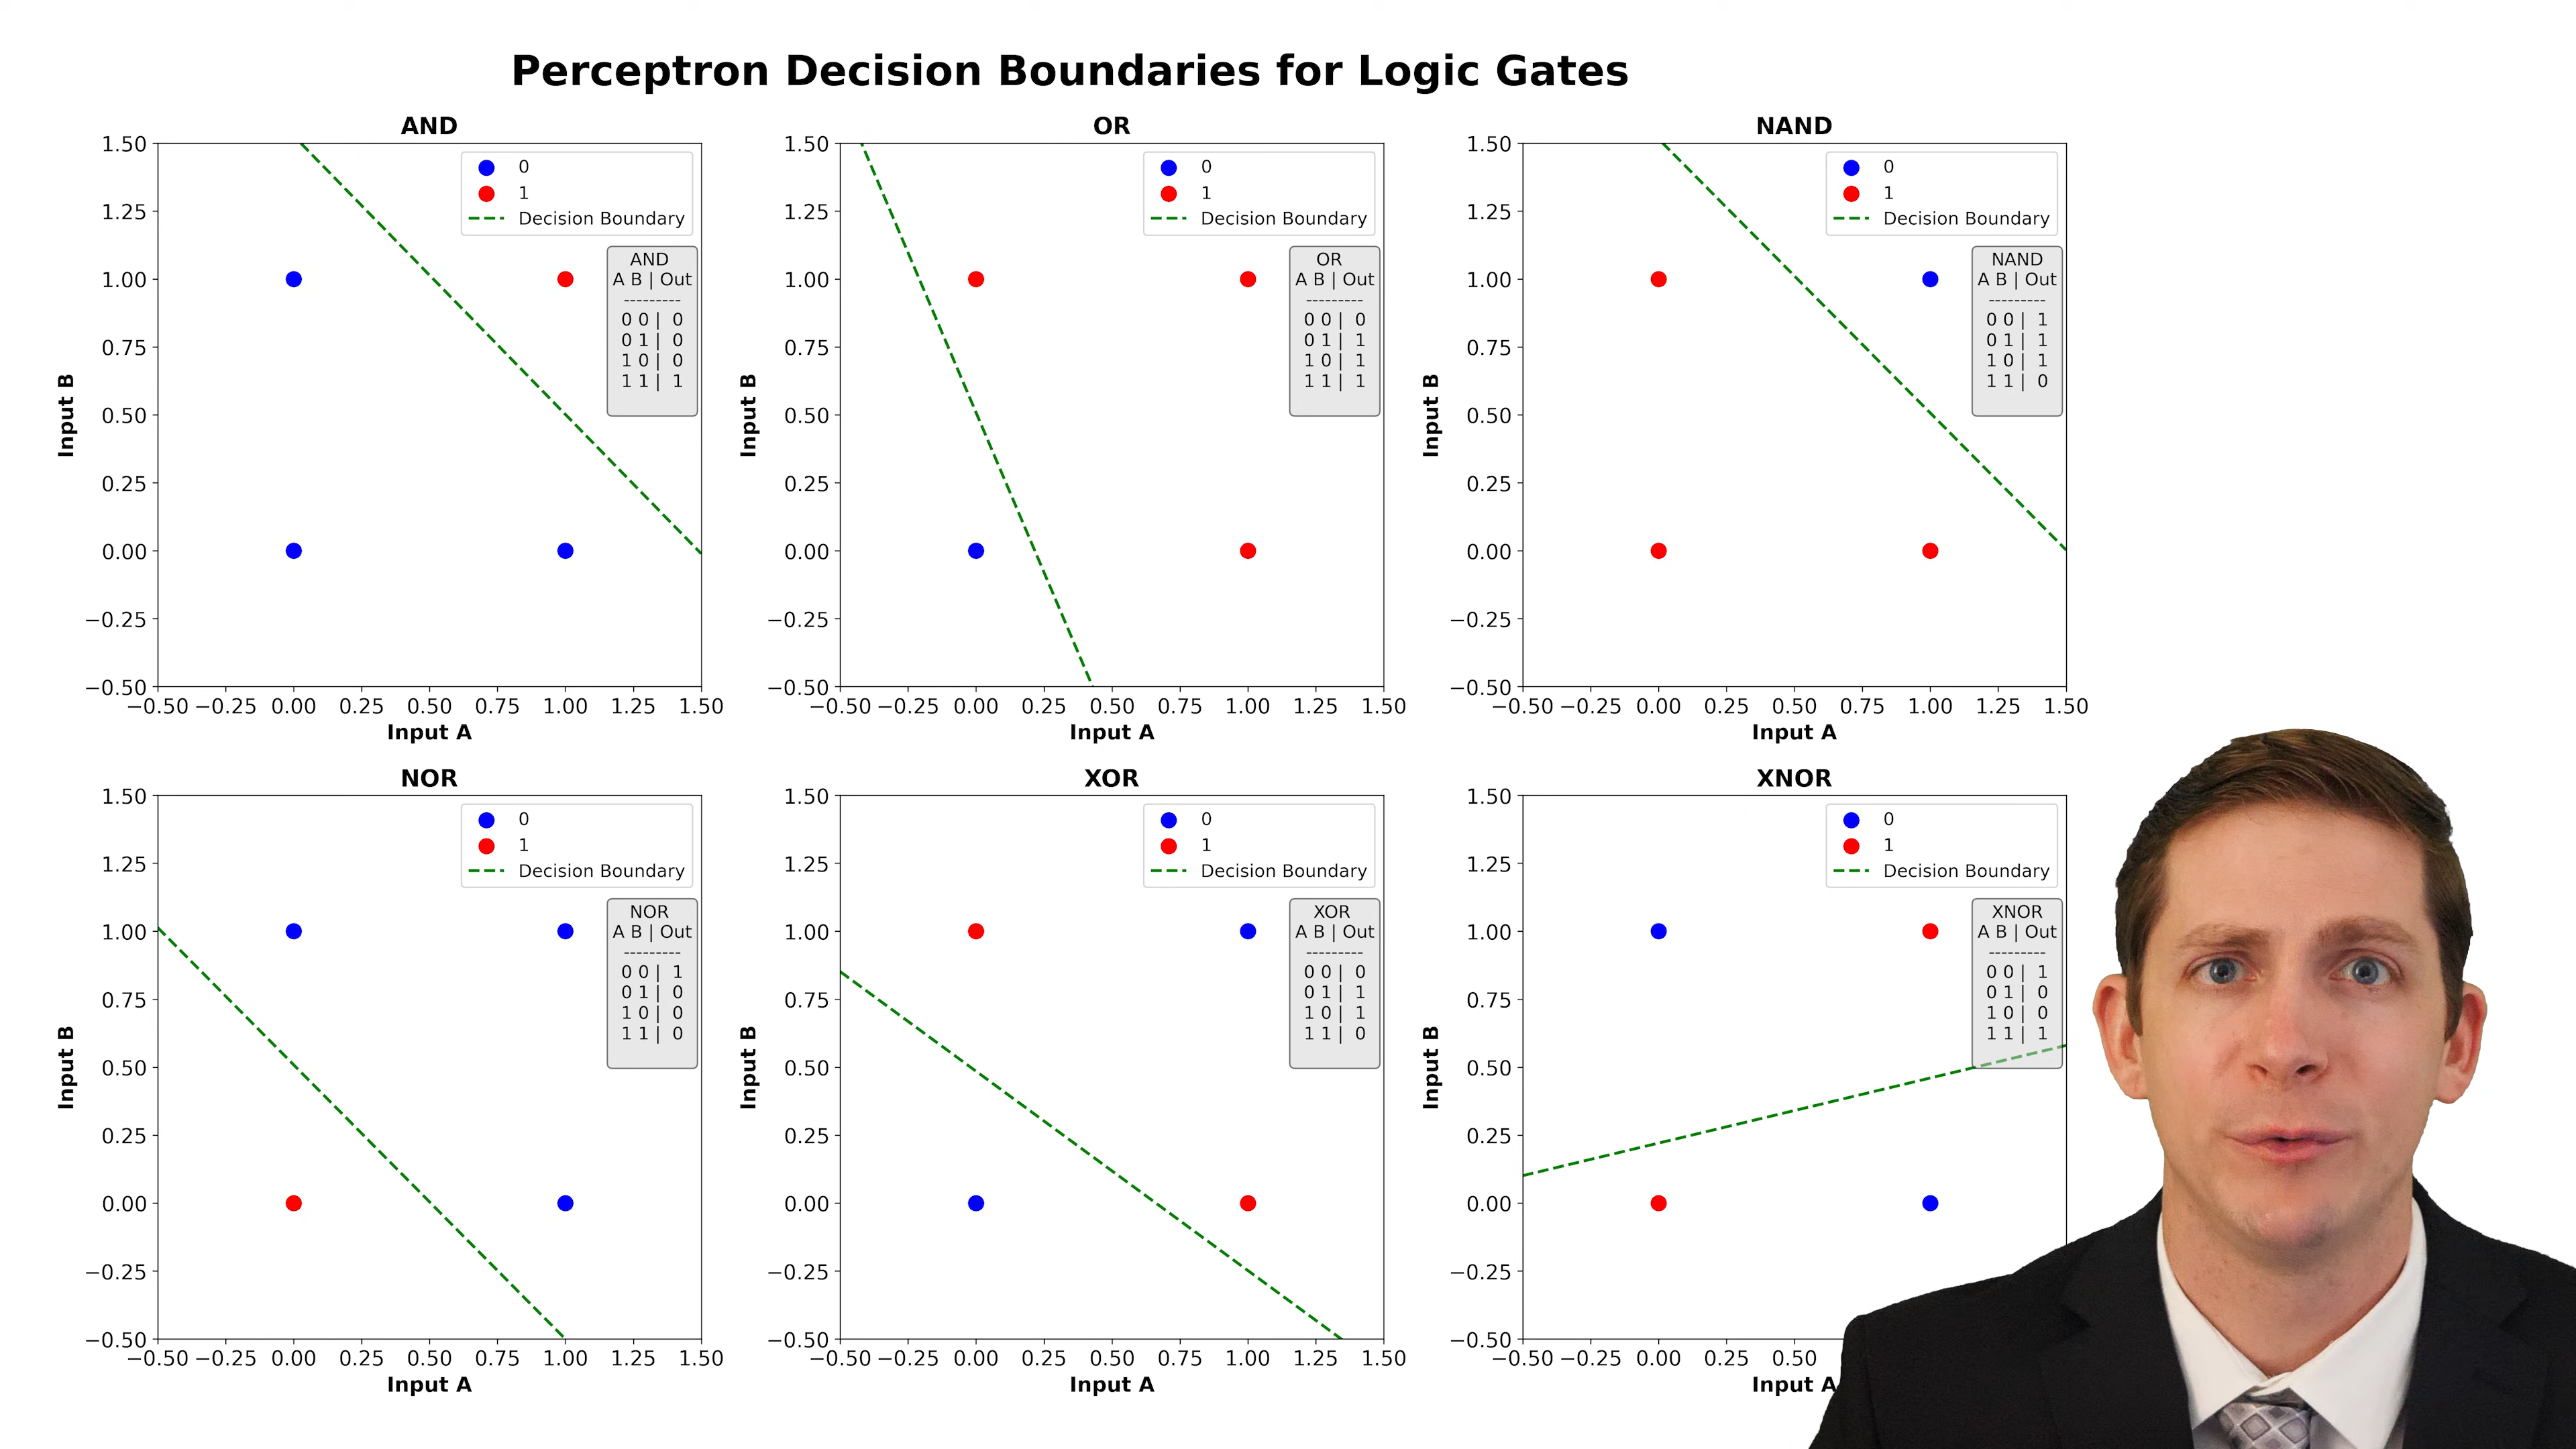 Perceptron Decision Boundaries for Logic Gates
AND
1.50
1.25
1.00
0.75
0.50
0.25
0.00
−0.25
−0.50
Input B
0
1
Decision Boundary
AND
A B | Out
---------
0 0 | 0
0 1 | 0
1 0 | 0
1 1 | 1
−0.50 −0.25 0.00 0.25 0.50 0.75 1.00 1.25 1.50
Input A
OR
1.50
1.25
1.00
0.75
0.50
0.25
0.00
−0.25
−0.50
Input B
0
1
Decision Boundary
OR
A B | Out
---------
0 0 | 0
0 1 | 1
1 0 | 1
1 1 | 1
−0.50 −0.25 0.00 0.25 0.50 0.75 1.00 1.25 1.50
Input A
NAND
1.50
1.25
1.00
0.75
0.50
0.25
0.00
−0.25
−0.50
Input B
0
1
Decision Boundary
NAND
A B | Out
---------
0 0 | 1
0 1 | 1
1 0 | 1
1 1 | 0
−0.50 −0.25 0.00 0.25 0.50 0.75 1.00 1.25 1.50
Input A
NOR
1.50
1.25
1.00
0.75
0.50
0.25
0.00
−0.25
−0.50
Input B
0
1
Decision Boundary
NOR
A B | Out
---------
0 0 | 1
0 1 | 0
1 0 | 0
1 1 | 0
−0.50 −0.25 0.00 0.25 0.50 0.75 1.00 1.25 1.50
Input A
XOR
1.50
1.25
1.00
0.75
0.50
0.25
0.00
−0.25
−0.50
Input B
0
1
Decision Boundary
XOR
A B | Out
---------
0 0 | 0
0 1 | 1
1 0 | 1
1 1 | 0
−0.50 −0.25 0.00 0.25 0.50 0.75 1.00 1.25 1.50
Input A
XNOR
1.50
1.25
1.00
0.75
0.50
0.25
0.00
−0.25
−0.50
Input B
0
1
Decision Boundary
XNOR
A B | Out
---------
0 0 | 1
0 1 | 0
1 0 | 0
1 1 | 1
−0.50 −0.25 0.00 0.25 0.50
Input A